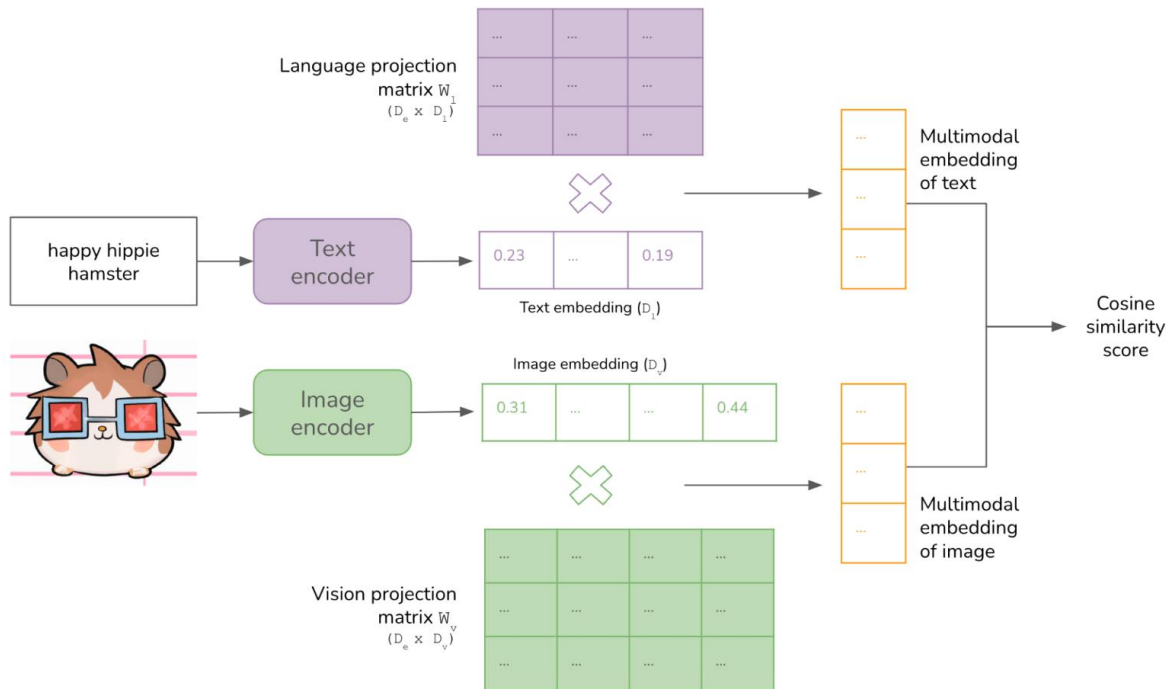 ...
...
...
Language projection
matrix W_l
(D_e x D_l)
...
...
...
...
...
...
...
Multimodal
embedding
of text
...
...
happy hippie
hamster
Text
encoder
0.23
...
0.19
Text embedding (D_l)
Cosine
similarity
score
Image embedding (D_v)
Image
encoder
0.31
...
...
0.44
...
...
...
Multimodal
embedding
of image
Vision projection
matrix W_v
(D_e x D_v)
...
...
...
...
...
...
...
...
...
...
...
...